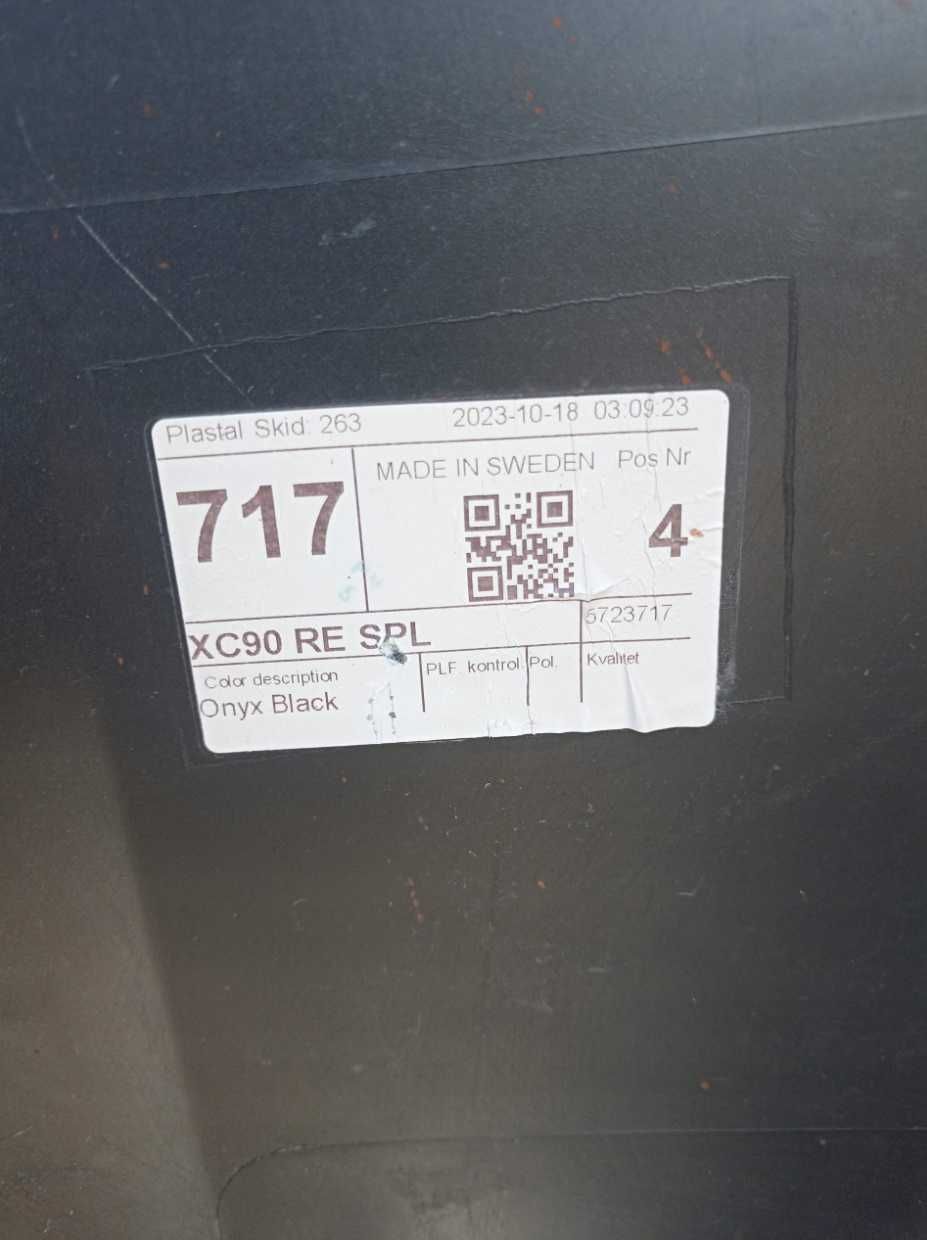 Plastal Skid: 263 2023-10-18 03:09:23
717 MADE IN SWEDEN Pos Nr
4
XC90 RE SPL 5723717
Color description PLF. kontrol. Pol. Kvalitet
Onyx Black